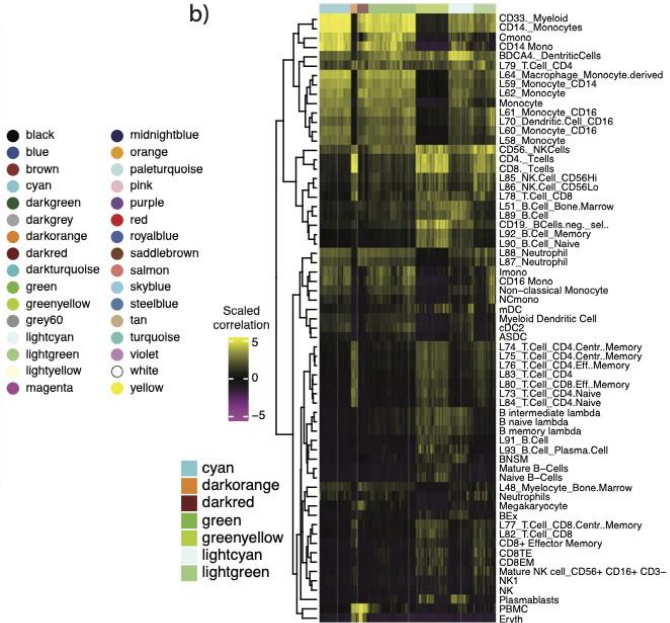 b)
black
blue
brown
cyan
darkgreen
darkgrey
darkorange
darkred
darkturquoise
green
greenyellow
grey60
lightcyan
lightgreen
lightyellow
magenta
midnightblue
orange
paleturquoise
pink
purple
red
royalblue
saddlebrown
salmon
skyblue
steelblue
tan
turquoise
violet
white
yellow
Scaled
correlation
5
0
−5
cyan
darkorange
darkred
green
greenyellow
lightcyan
lightgreen
CD33._Myeloid
CD14._Monocytes
Cmono
CD14 Mono
BDCA4._DentriticCells
L79_T.Cell_CD4
L64_Macrophage_Monocyte.derived
L59_Monocyte_CD14
L62_Monocyte
Monocyte
L61_Monocyte_CD16
L70_Dendritic.Cell_CD16
L60_Monocyte_CD16
L58_Monocyte
CD56._NKCells
CD4._Tcells
CD8._Tcells
L85_NK.Cell_CD56Hi
L86_NK.Cell_CD56Lo
L78_T.Cell_CD8
L51_B.Cell_Bone.Marrow
L89_B.Cell
CD19._BCells.neg._sel..
L92_B.Cell_Memory
L90_B.Cell_Naive
L88_Neutrophil
L87_Neutrophil
Imono
CD16 Mono
Non−classical Monocyte
NCmono
mDC
Myeloid Dendritic Cell
cDC2
ASDC
L74_T.Cell_CD4.Centr..Memory
L75_T.Cell_CD4.Centr..Memory
L76_T.Cell_CD4.Eff..Memory
L83_T.Cell_CD4
L80_T.Cell_CD8.Eff..Memory
L73_T.Cell_CD4.Naive
L84_T.Cell_CD4.Naive
B intermediate lambda
B naive lambda
B memory lambda
L91_B.Cell
L93_B.Cell_Plasma.Cell
BNSM
Mature B−Cells
Naive B−Cells
L48_Myelocyte_Bone.Marrow
Neutrophils
Megakaryocyte
BEx
L77_T.Cell_CD8.Centr..Memory
L82_T.Cell_CD8
CD8+ Effector Memory
CD8TE
CD8EM
Mature NK cell_CD56+ CD16+ CD3−
NK1
NK
Plasmablasts
PBMC
Eryth